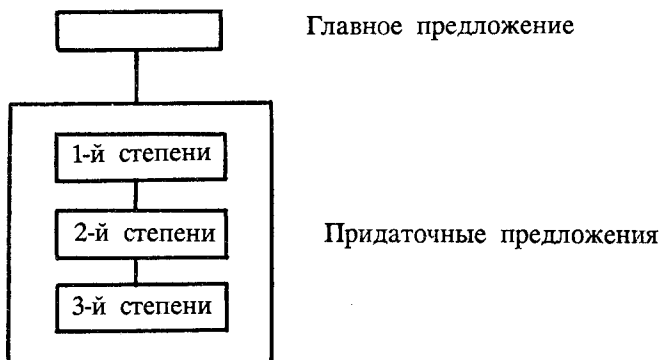 Главное предложение
1-й степени
2-й степени
Придаточные предложения
3-й степени